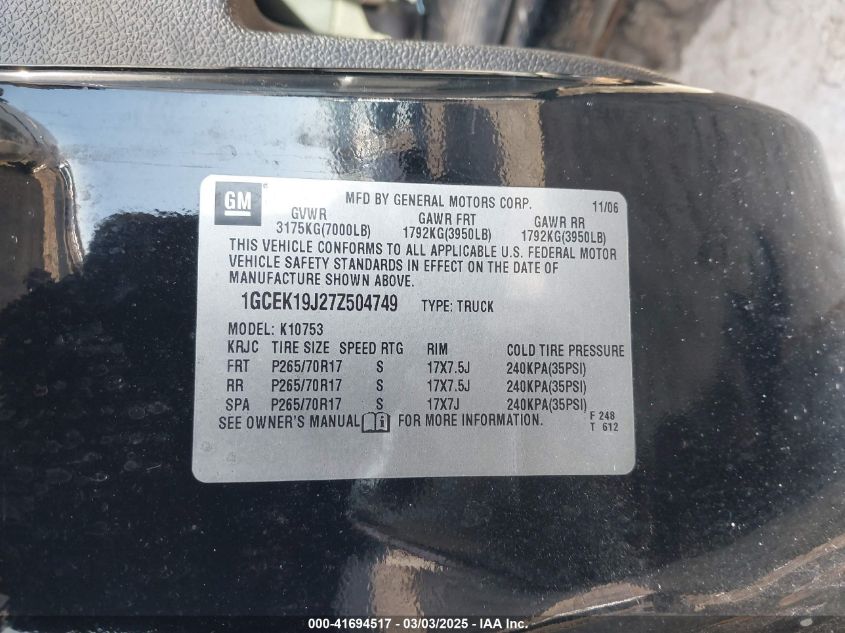 GM
MFD BY GENERAL MOTORS CORP. 11/06
GVWR GAWR FRT GAWR RR
3175KG(7000LB) 1792KG(3950LB) 1792KG(3950LB)
THIS VEHICLE CONFORMS TO ALL APPLICABLE U.S. FEDERAL MOTOR
VEHICLE SAFETY STANDARDS IN EFFECT ON THE DATE OF
MANUFACTURE SHOWN ABOVE.
1GCEK19J27Z504749 TYPE: TRUCK
MODEL: K10753
KRJC TIRE SIZE SPEED RTG RIM COLD TIRE PRESSURE
FRT P265/70R17 S 17X7.5J 240KPA(35PSI)
RR P265/70R17 S 17X7.5J 240KPA(35PSI)
SPA P265/70R17 S 17X7J 240KPA(35PSI)
SEE OWNER'S MANUAL i FOR MORE INFORMATION. F 248
T 612
000-41694517 - 03/03/2025 - IAA Inc.